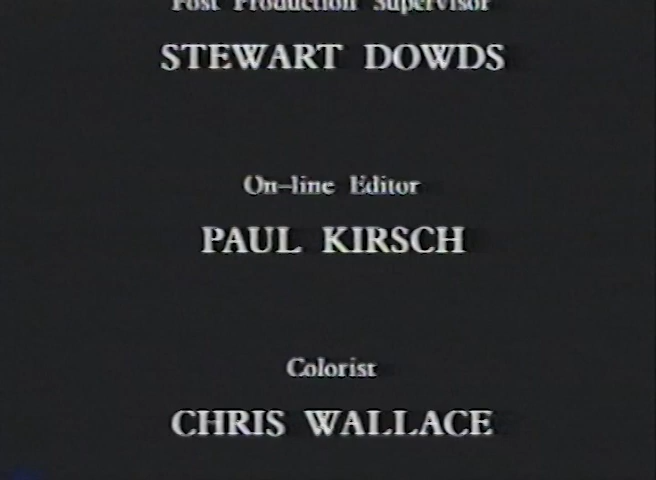 Post Production Supervisor
STEWART DOWDS
On-line Editor
PAUL KIRSCH
Colorist
CHRIS WALLACE